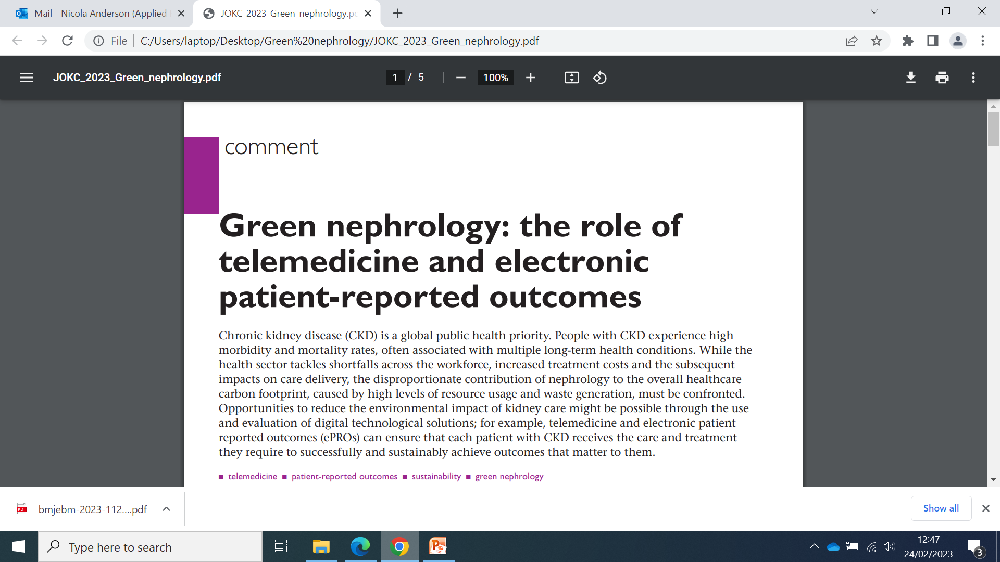 Mail - Nicola Anderson (Applied
JOKC_2023_Green_nephrology.pd
File
C:/Users/laptop/Desktop/Green%20nephrology/JOKC_2023_Green_nephrology.pdf
JOKC_2023_Green_nephrology.pdf
1 / 5
100%
comment
Green nephrology: the role of
telemedicine and electronic
patient-reported outcomes
Chronic kidney disease (CKD) is a global public health priority. People with CKD experience high
morbidity and mortality rates, often associated with multiple long-term health conditions. While the
health sector tackles shortfalls across the workforce, increased treatment costs and the subsequent
impacts on care delivery, the disproportionate contribution of nephrology to the overall healthcare
carbon footprint, caused by high levels of resource usage and waste generation, must be confronted.
Opportunities to reduce the environmental impact of kidney care might be possible through the use
and evaluation of digital technological solutions; for example, telemedicine and electronic patient
reported outcomes (ePROs) can ensure that each patient with CKD receives the care and treatment
they require to successfully and sustainably achieve outcomes that matter to them.
■ telemedicine ■ patient-reported outcomes ■ sustainability ■ green nephrology
PDF
bmjebm-2023-112....pdf
Show all
Type here to search
12:47
24/02/2023
3